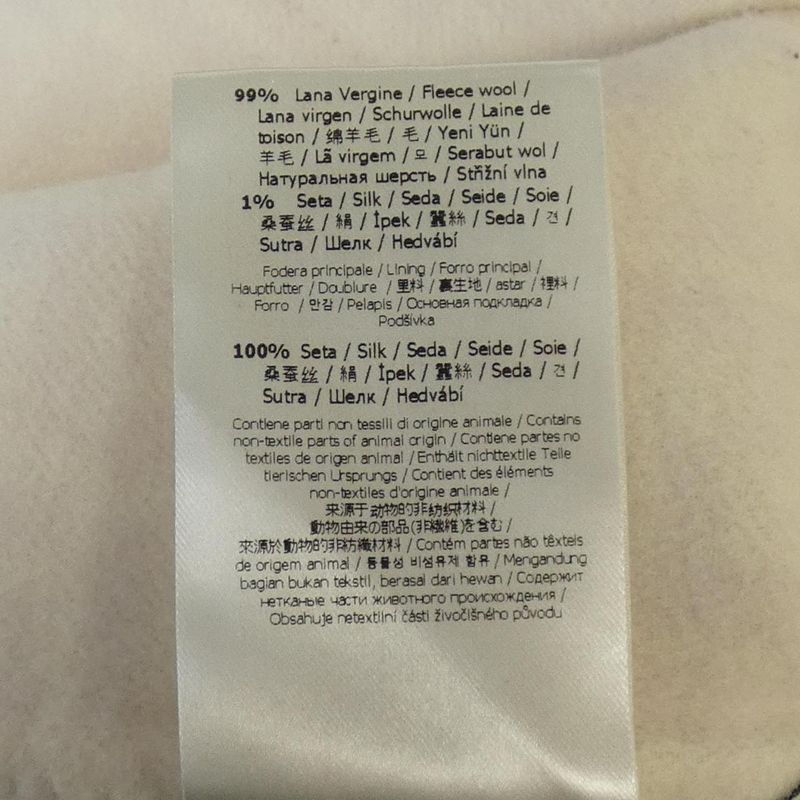 99% Lana Vergine / Fleece wool /
Lana virgen / Schurwolle / Laine de
toison / 绵羊毛 / 毛 / Yeni Yün /
羊毛 / Lã virgem / 모 / Serabut wol /
Натуральная шерсть / Střižní vlna
1% Seta / Silk / Seda / Seide / Soie /
桑蚕丝 / 絹 / İpek / 蠶絲 / Seda / 견 /
Sutra / Шелк / Hedvábí
Fodera principale / Lining / Forro principal /
Hauptfutter / Doublure / 里料 / 裏生地 / astar / 裡料 /
Forro / 안감 / Pelapis / Основная подкладка /
Podšívka
100% Seta / Silk / Seda / Seide / Soie /
桑蚕丝 / 絹 / İpek / 蠶絲 / Seda / 견 /
Sutra / Шелк / Hedvábí
Contiene parti non tessili di origine animale / Contains
non-textile parts of animal origin / Contiene partes no
textiles de origen animal / Enthält nichttextile Teile
tierischen Ursprungs / Contient des éléments
non-textiles d'origine animale /
来源于动物的非纺织材料 /
動物由来の部品(非繊維)を含む /
來源於動物的非紡織材料 / Contém partes não têxteis
de origem animal / 동물성 비섬유제 함유 / Mengandung
bagian bukan tekstil, berasal dari hewan / Содержит
нетканые части животного происхождения /
Obsahuje netextilní části živočišného původu